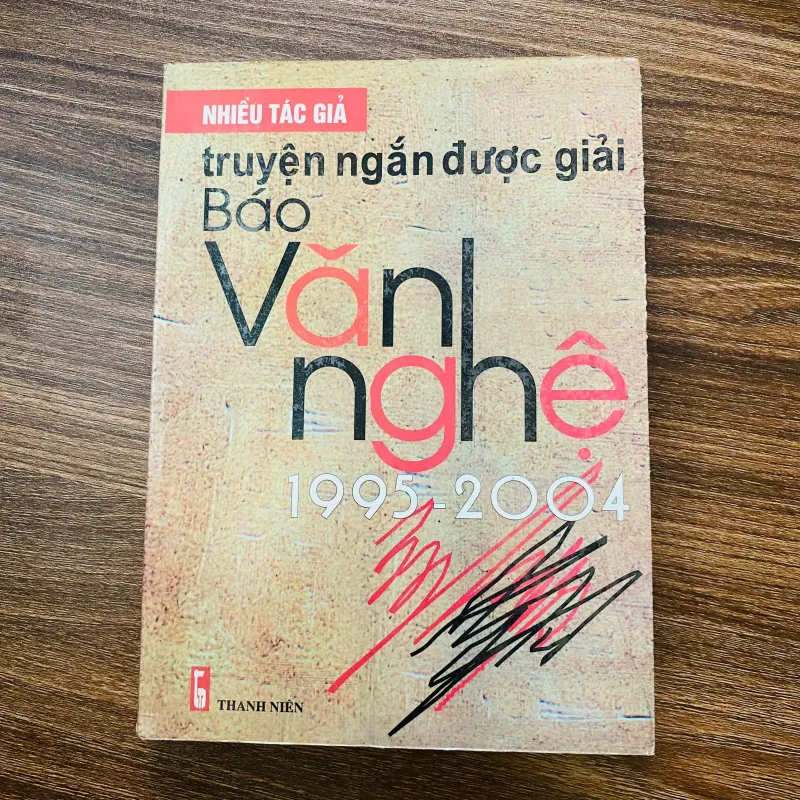 NHIỀU TÁC GIẢ
truyện ngắn được giải
Báo
Văn
nghệ
1995-2004
THANH NIÊN